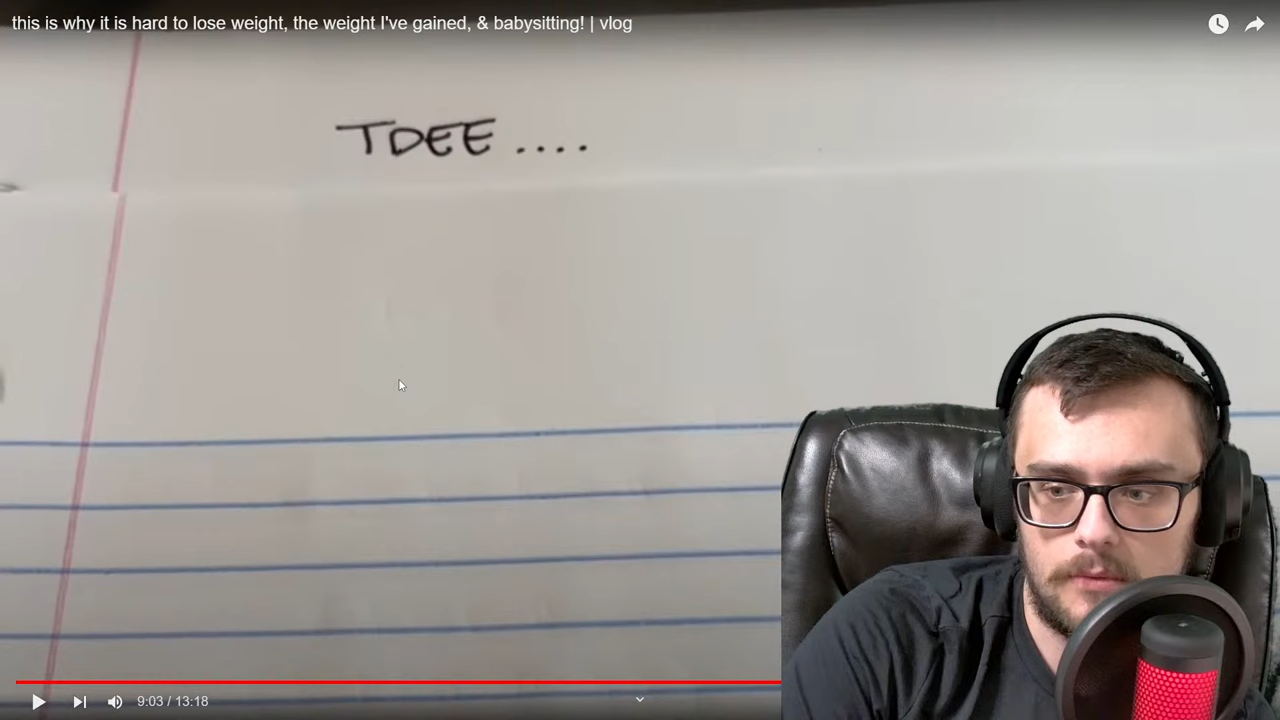 this is why it is hard to lose weight, the weight I've gained, & babysitting! | vlog
TDEE ....
9:03 / 13:18